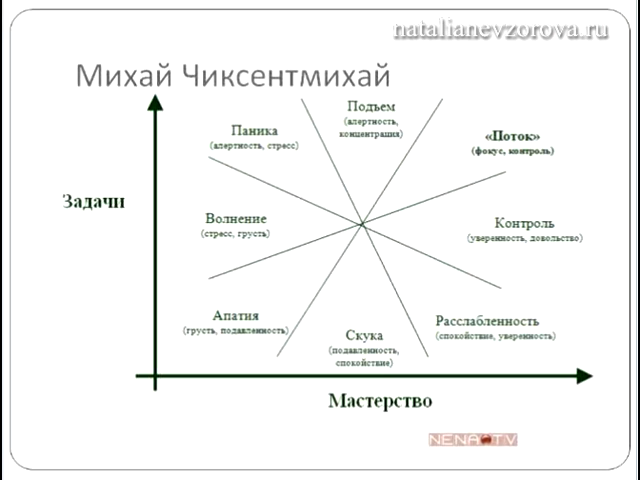 natalianevzorova.ru
Михай Чиксентмихай
Подъем
(алертность,
концентрация)
Паника
(алертность, стресс)
«Поток»
(фокус, контроль)
Задачи
Волнение
(стресс, грусть)
Контроль
(уверенность, довольство)
Апатия
(грусть, подавленность)
Скука
(подавленность,
спокойствие)
Расслабленность
(спокойствие, уверенность)
Мастерство
NENA TV